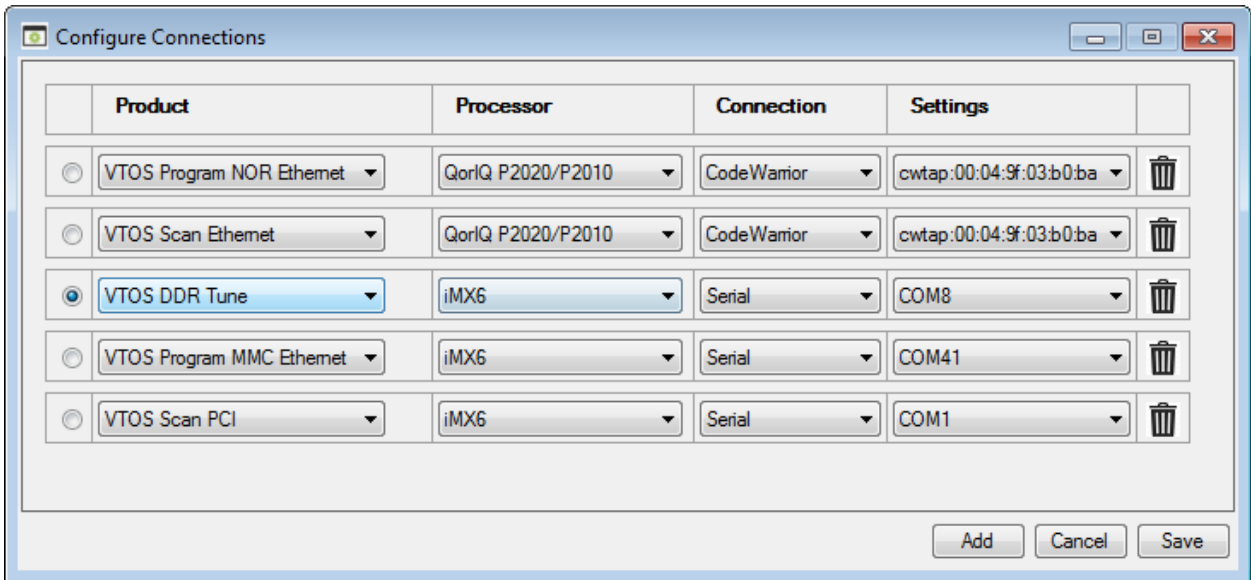 Configure Connections
Product Processor Connection Settings
VTOS Program NOR Ethernet QorIQ P2020/P2010 CodeWarrior cwtap:00:04:9f:03:b0:ba
VTOS Scan Ethernet QorIQ P2020/P2010 CodeWarrior cwtap:00:04:9f:03:b0:ba
VTOS DDR Tune iMX6 Serial COM8
VTOS Program MMC Ethernet iMX6 Serial COM41
VTOS Scan PCI iMX6 Serial COM1
Add Cancel Save